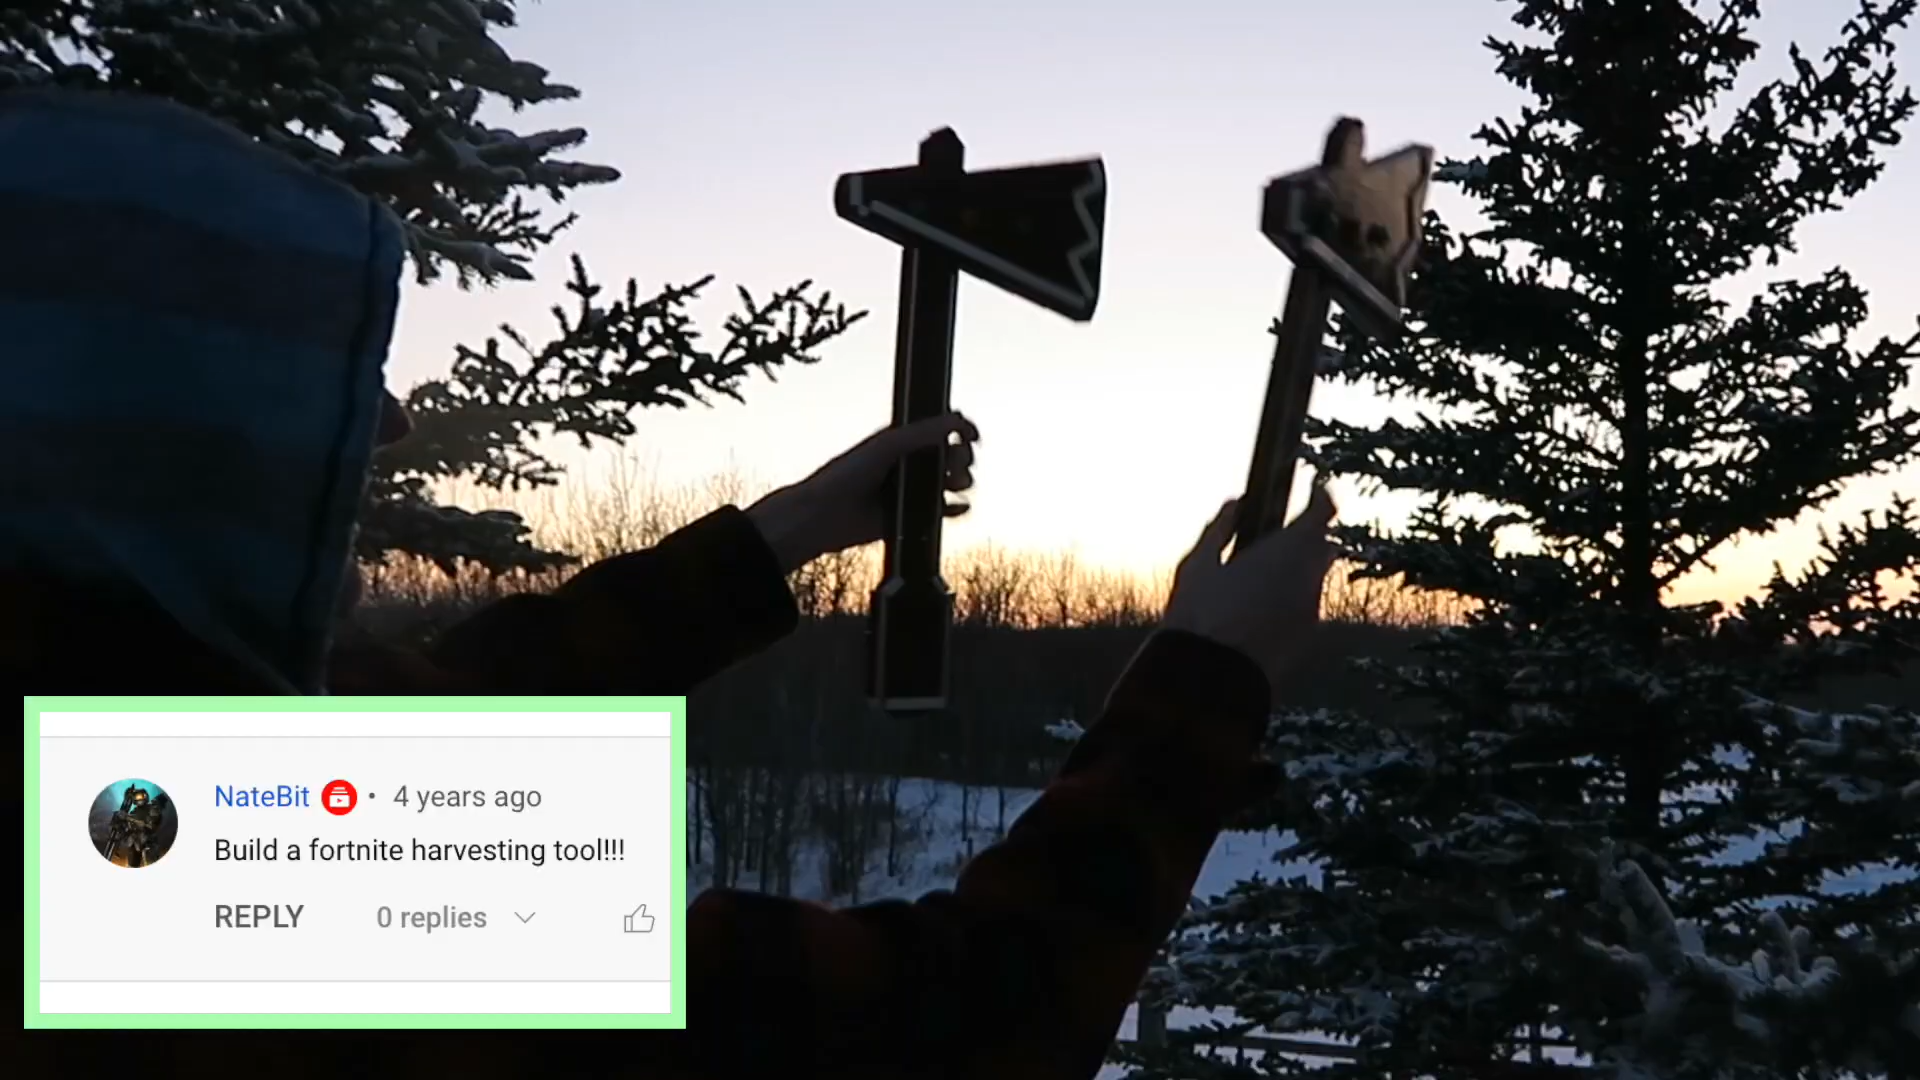 NateBit • 4 years ago
Build a fortnite harvesting tool!!!
REPLY 0 replies